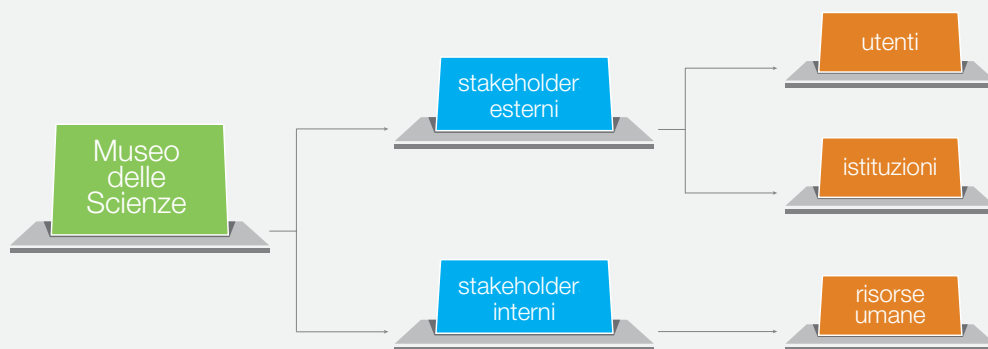 Museo
delle
Scienze
stakeholder
esterni
stakeholder
interni
utenti
istituzioni
risorse
umane